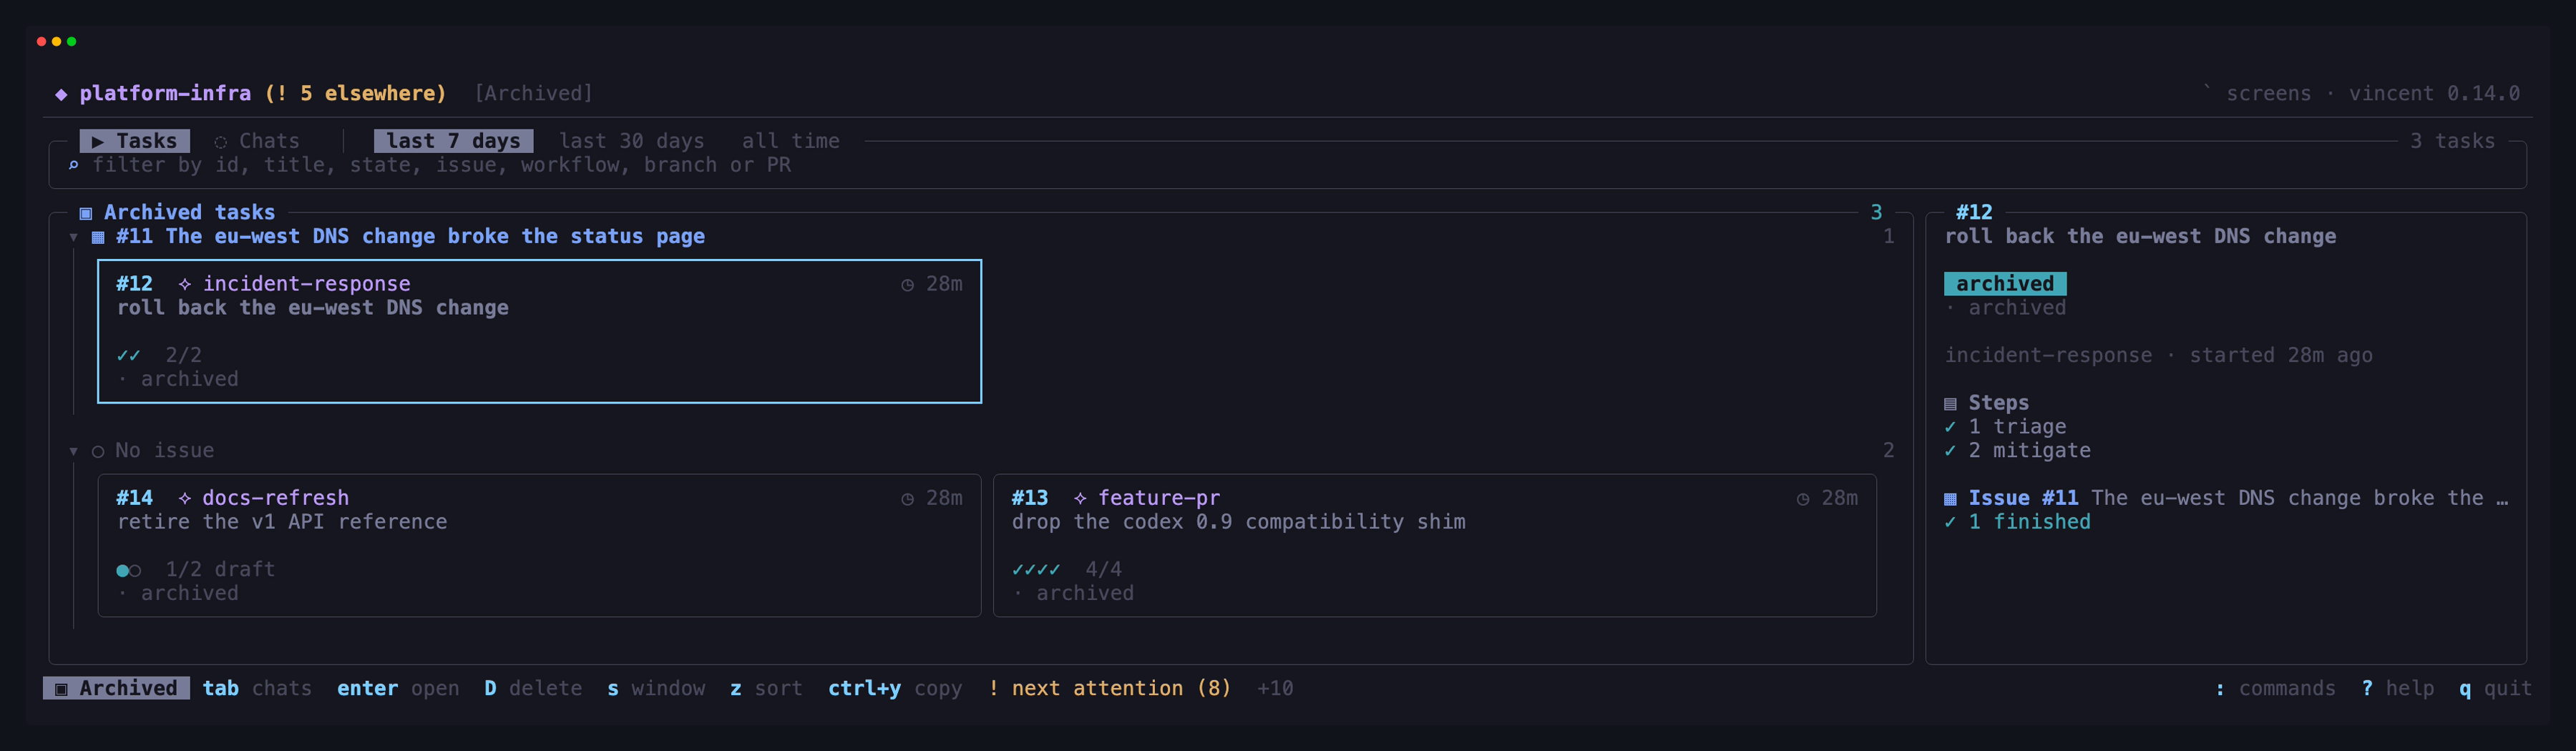 ◆ platform-infra (! 5 elsewhere) [Archived] ` screens · vincent 0.14.0
▶ Tasks ◌ Chats │ last 7 days last 30 days all time 3 tasks
⌕ filter by id, title, state, issue, workflow, branch or PR
▣ Archived tasks 3
▾ ▦ #11 The eu-west DNS change broke the status page 1
#12 ✧ incident-response ◷ 28m
roll back the eu-west DNS change
✓✓ 2/2
· archived
▾ ○ No issue 2
#14 ✧ docs-refresh ◷ 28m
retire the v1 API reference
●○ 1/2 draft
· archived
#13 ✧ feature-pr ◷ 28m
drop the codex 0.9 compatibility shim
✓✓✓✓ 4/4
· archived
#12
roll back the eu-west DNS change
archived
· archived
incident-response · started 28m ago
▤ Steps
✓ 1 triage
✓ 2 mitigate
▦ Issue #11 The eu-west DNS change broke the …
✓ 1 finished
▣ Archived tab chats enter open D delete s window z sort ctrl+y copy ! next attention (8) +10 : commands ? help q quit